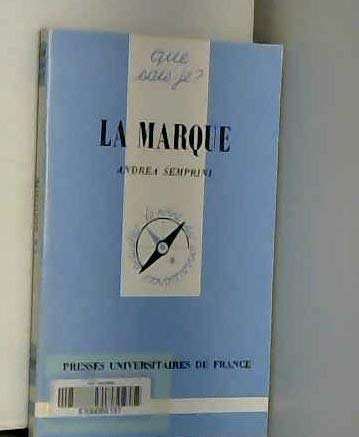 que
sais-je?
LA MARQUE
ANDREA SEMPRINI
PRESSES UNIVERSITAIRES DE FRANCE